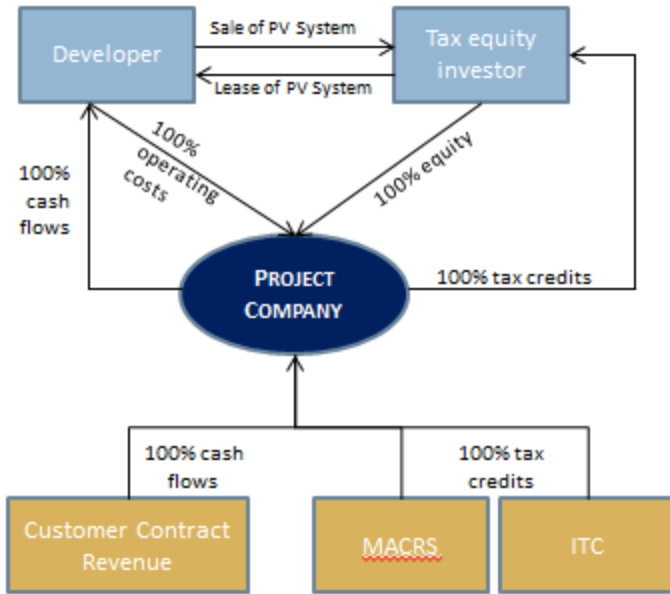 Developer
Sale of PV System
Tax equity
investor
Lease of PV System
100%
operating
costs
100% equity
100%
cash
flows
PROJECT
COMPANY
100% tax credits
100% cash
flows
100% tax
credits
Customer Contract
Revenue
MACRS
ITC